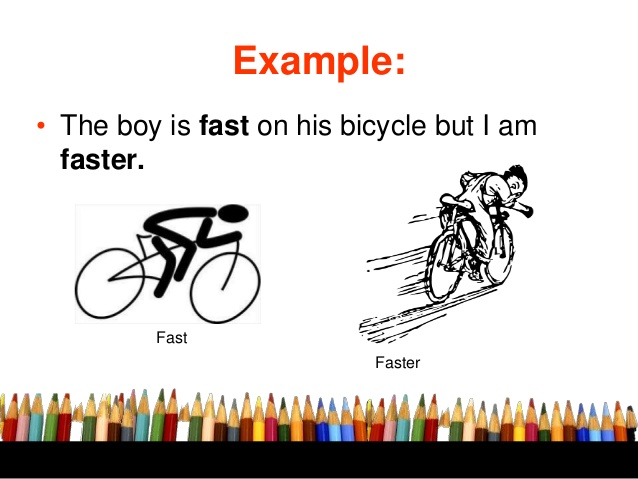 Example:
• The boy is fast on his bicycle but I am
faster.
Fast
Faster